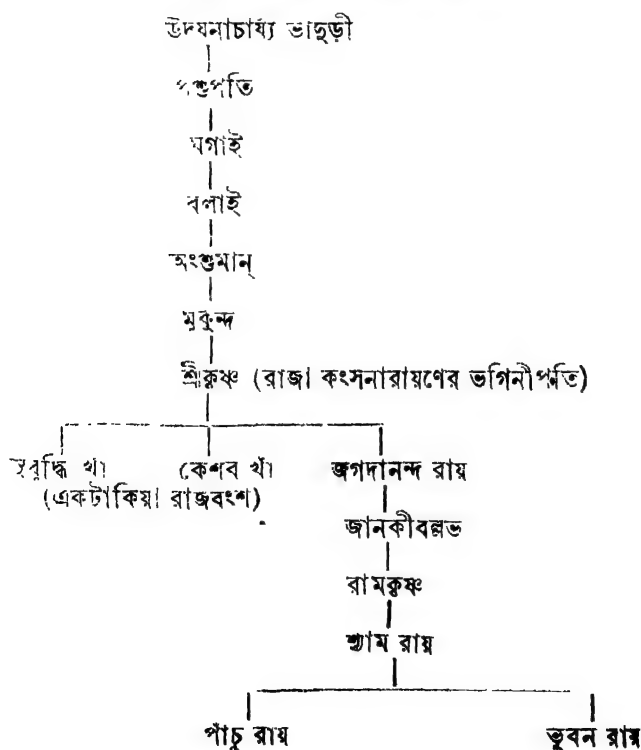 উদয়নাচার্য্য ভাদুড়ী
পশুপতি
মগাই
বলাই
অংশুমান্
মুকুন্দ
শ্রীকৃষ্ণ (রাজা কংসনারায়ণের ভগিনীপতি)
সুবুদ্ধি খাঁ কেশব খাঁ জগদানন্দ রায়
(একটাকিয়া রাজবংশ)
জানকীবল্লভ
রামকৃষ্ণ
শ্যাম রায়
পাঁচু রায় ভুবন রায়